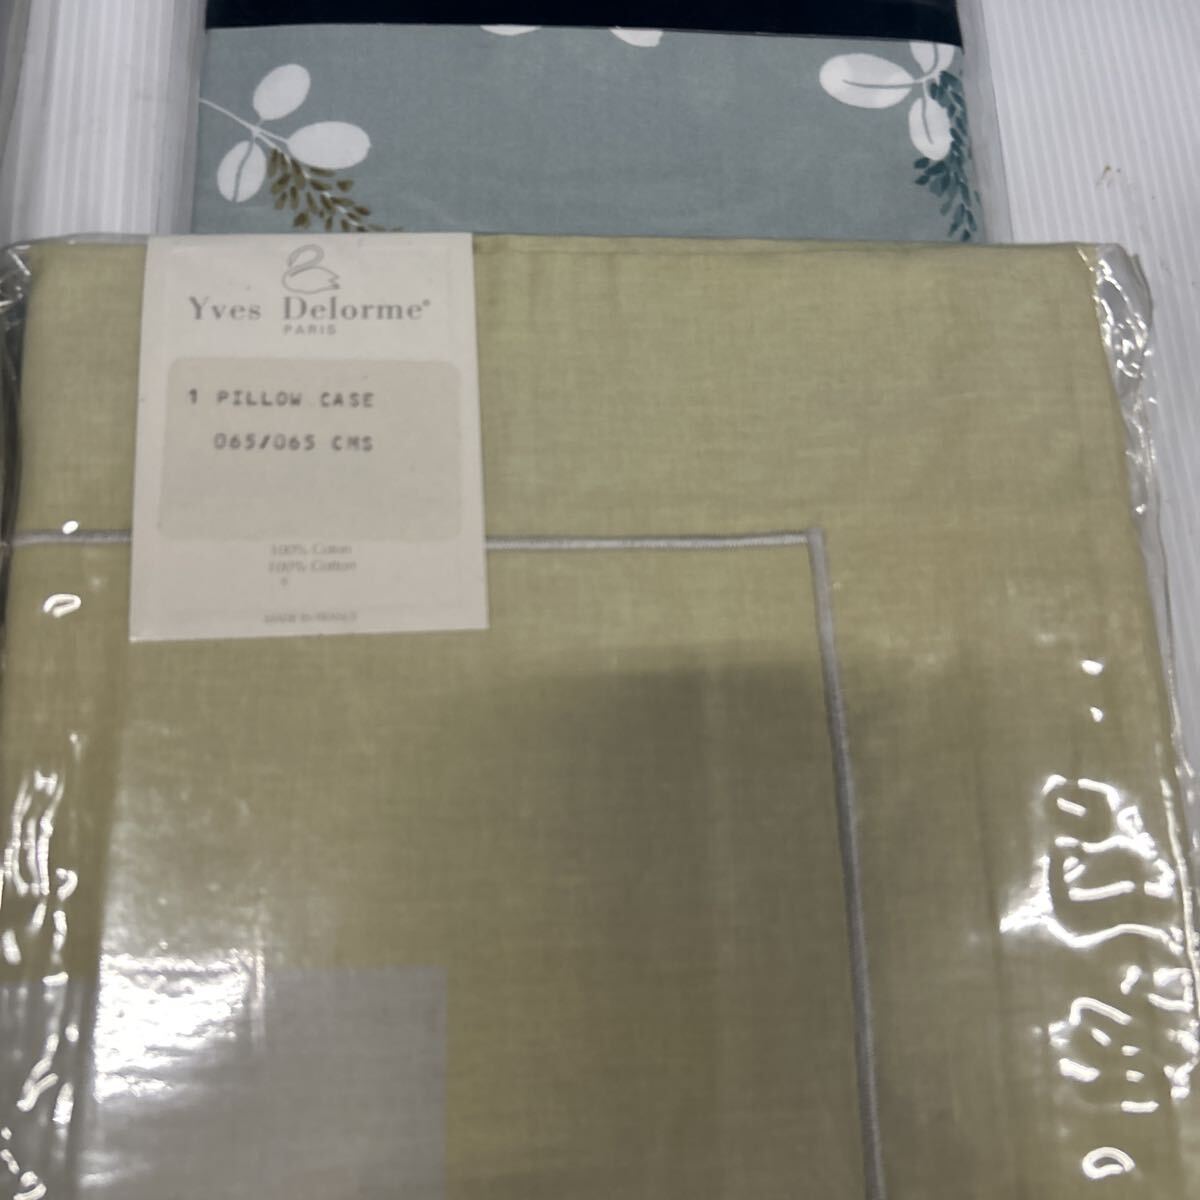 Yves Delorme®
PARIS
1 PILLOW CASE
065/065 CMS
100% Coton
100% Cotton
MADE IN FRANCE